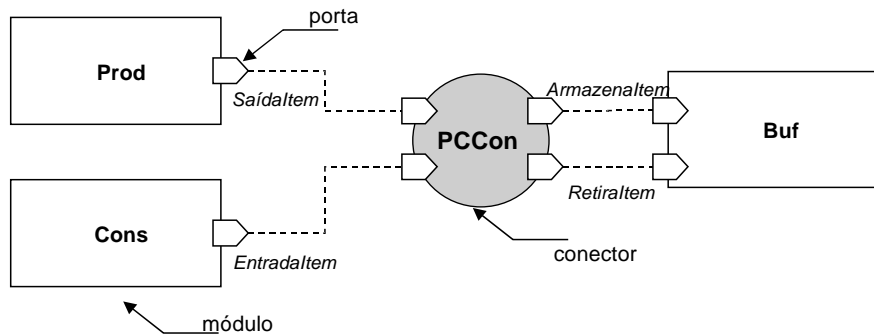 porta
Prod
SaídaItem
ArmazenaItem
PCCon
Buf
RetiraItem
Cons
EntradaItem
conector
módulo